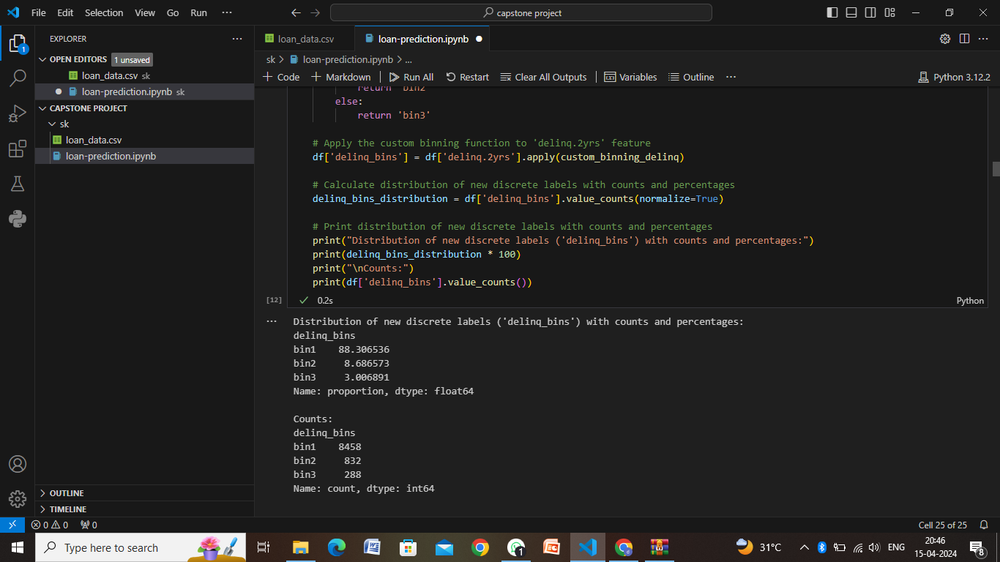 File Edit Selection View Go Run ···
capstone project
EXPLORER ···
OPEN EDITORS 1 unsaved
loan_data.csv sk
loan-prediction.ipynb sk
CAPSTONE PROJECT
sk
loan_data.csv
loan-prediction.ipynb
OUTLINE
TIMELINE
1
loan_data.csv
loan-prediction.ipynb
···
sk > loan-prediction.ipynb > ...
+ Code + Markdown | Run All Restart Clear All Outputs | Variables Outline ···
Python 3.12.2
return 'bin2'
else:
return 'bin3'
# Apply the custom binning function to 'delinq.2yrs' feature
df['delinq_bins'] = df['delinq.2yrs'].apply(custom_binning_delinq)
# Calculate distribution of new discrete labels with counts and percentages
delinq_bins_distribution = df['delinq_bins'].value_counts(normalize=True)
# Print distribution of new discrete labels with counts and percentages
print("Distribution of new discrete labels ('delinq_bins') with counts and percentages:")
print(delinq_bins_distribution * 100)
print("\nCounts:")
print(df['delinq_bins'].value_counts())
[12] ✓ 0.2s Python
··· Distribution of new discrete labels ('delinq_bins') with counts and percentages:
delinq_bins
bin1 88.306536
bin2 8.686573
bin3 3.006891
Name: proportion, dtype: float64
Counts:
delinq_bins
bin1 8458
bin2 832
bin3 288
Name: count, dtype: int64
0 0 0
Cell 25 of 25
Type here to search
W≡
1
EC
31°C
ENG
20:46
15-04-2024
8